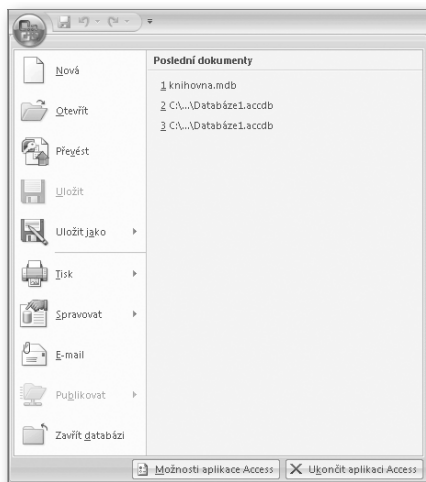 Nová
Otevřít
Převést
Uložit
Uložit jako
Tisk
Spravovat
E-mail
Publikovat
Zavřít databázi
Poslední dokumenty
1 knihovna.mdb
2 C:\...\Databáze1.accdb
3 C:\...\Databáze1.accdb
Možnosti aplikace Access
Ukončit aplikaci Access